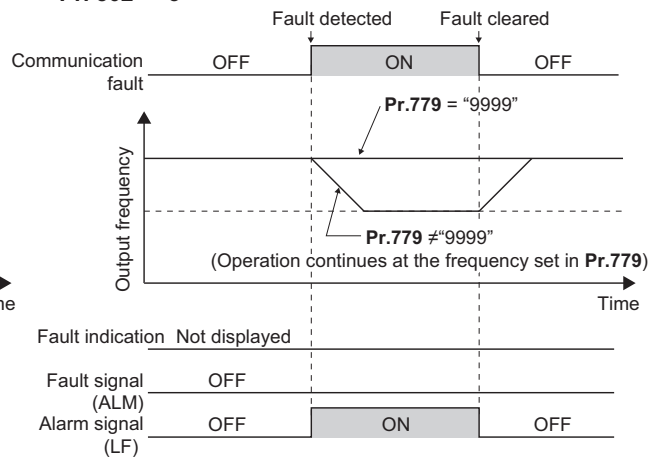 Fault detected Fault cleared
Communication fault
OFF ON OFF
Pr.779 = “9999”
Output frequency
Pr.779 ≠“9999”
(Operation continues at the frequency set in Pr.779)
Time
Fault indication Not displayed
Fault signal (ALM)
OFF
Alarm signal (LF)
OFF ON OFF